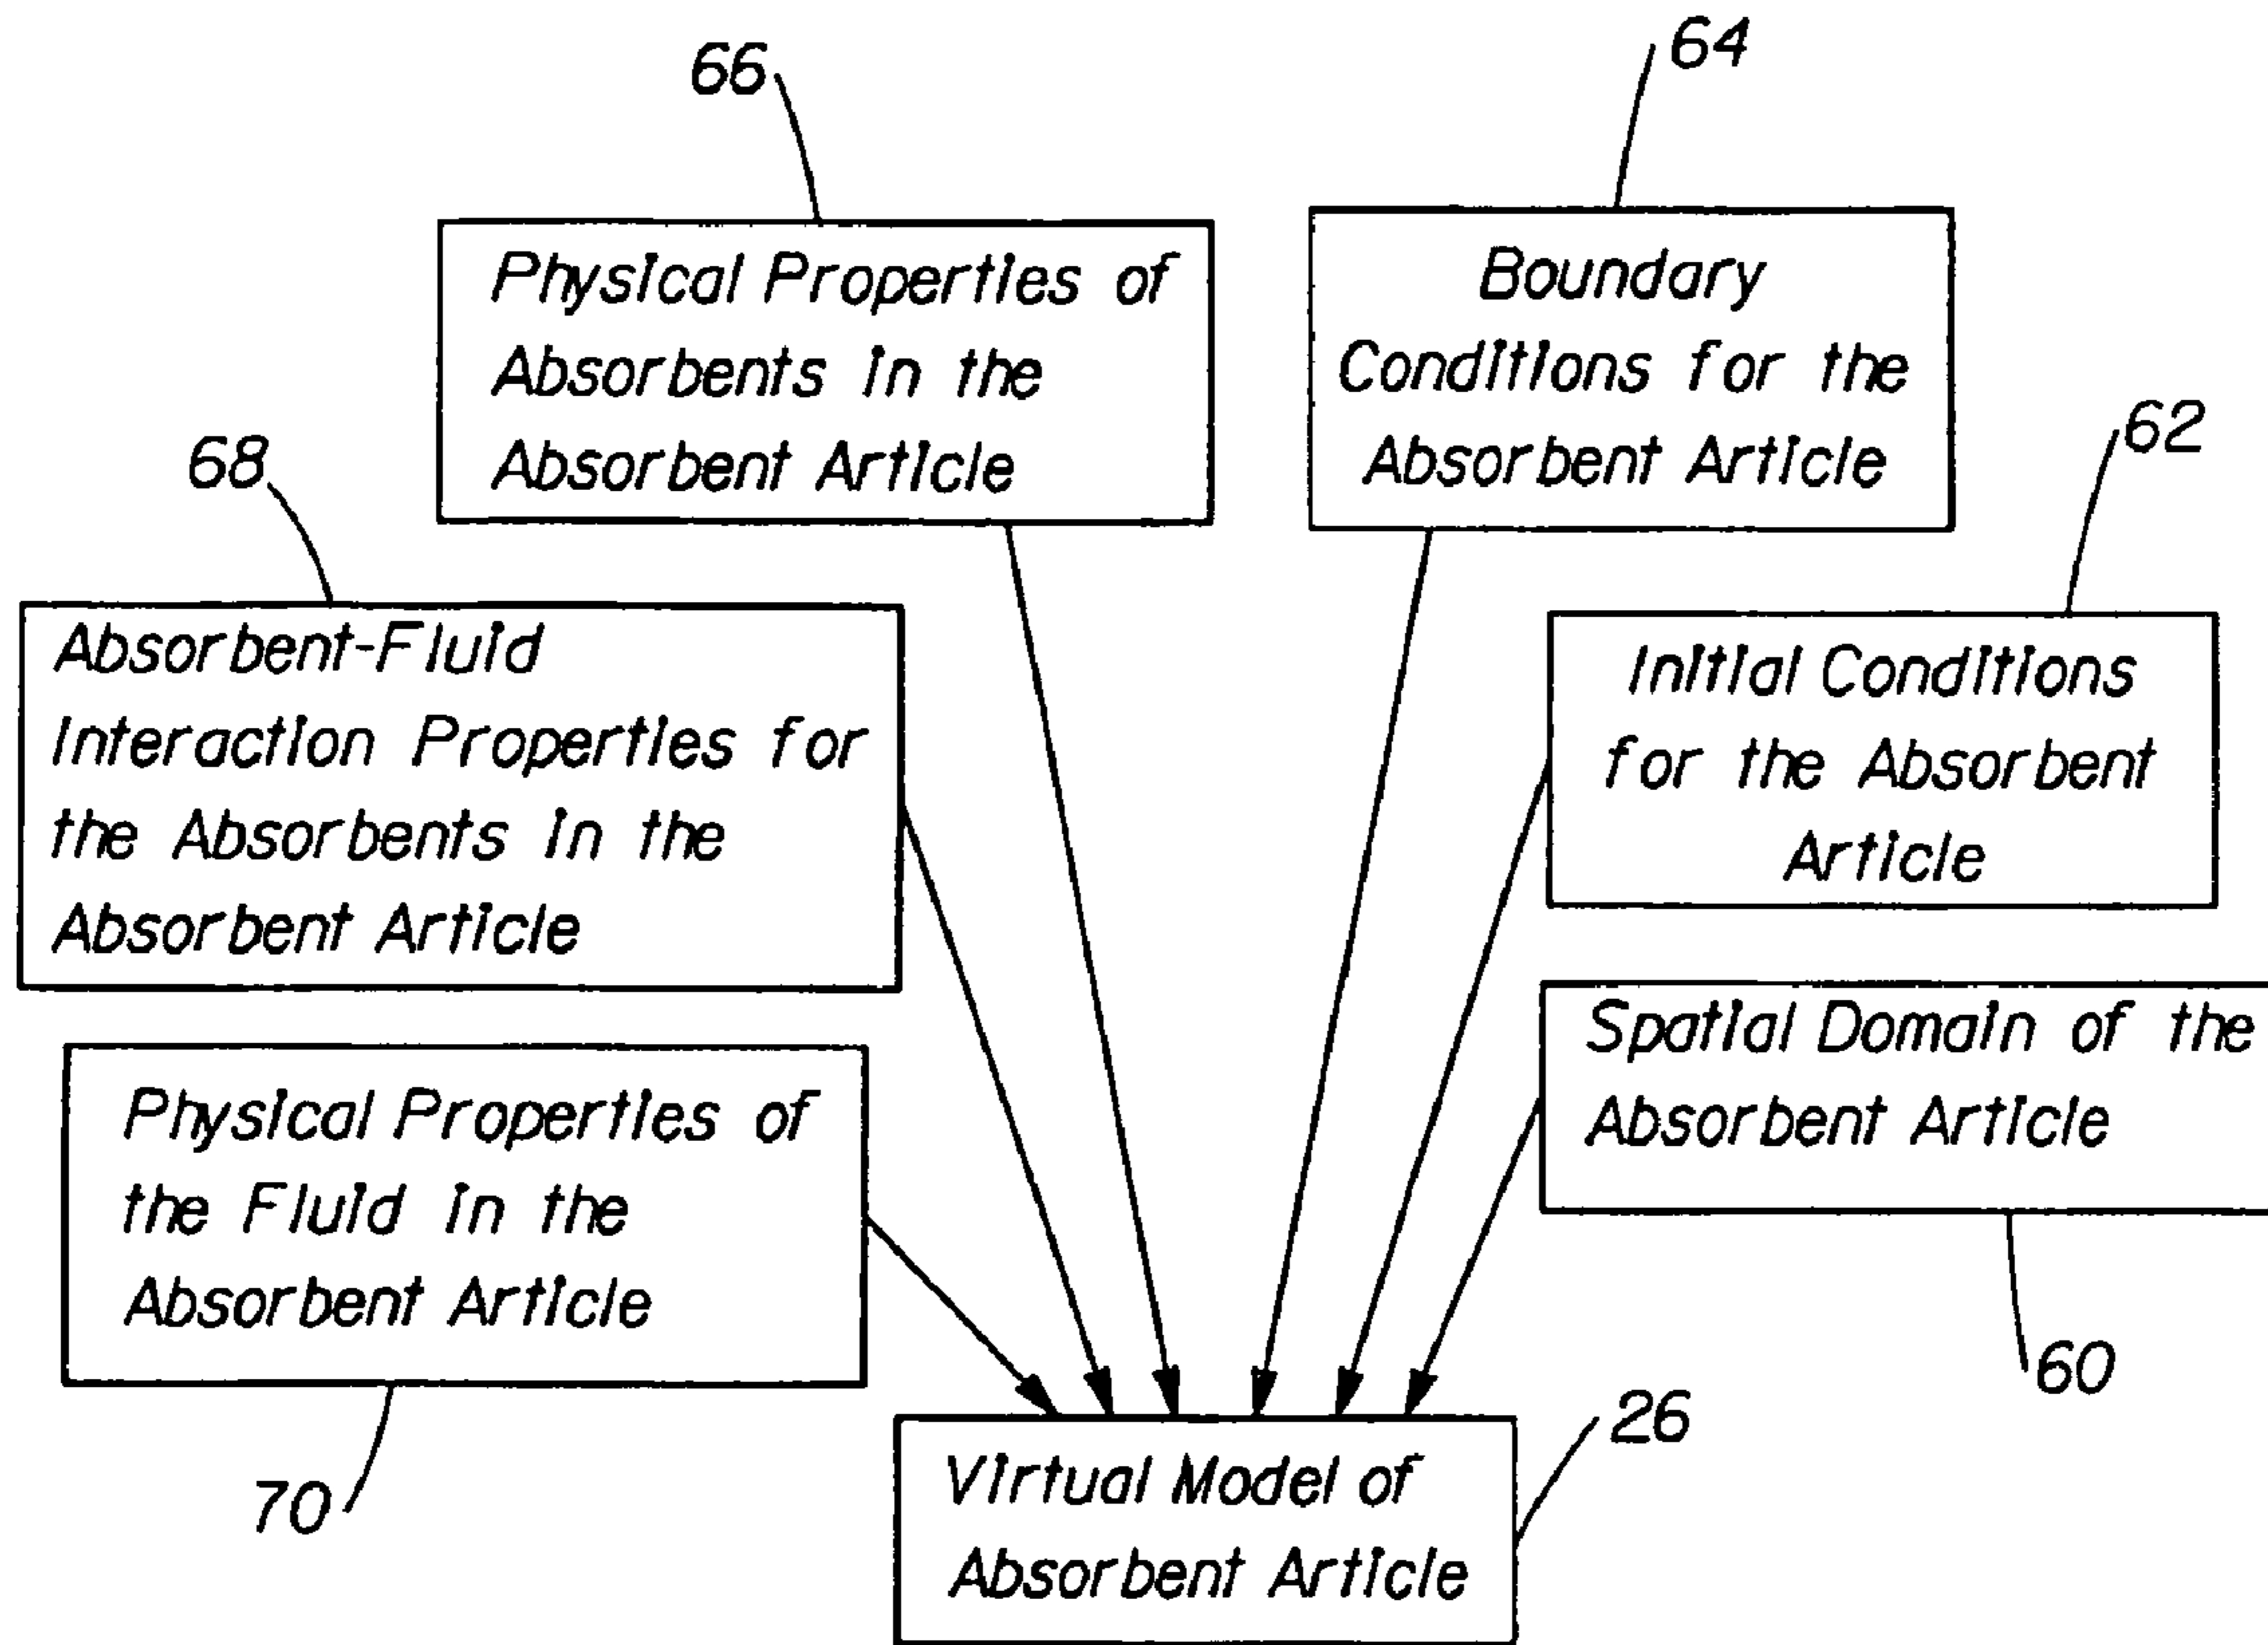 66
64
Physical Properties of
Absorbents in the
Absorbent Article
Boundary
Conditions for the
Absorbent Article
68
62
Absorbent-Fluid
Interaction Properties for
the Absorbents in the
Absorbent Article
Initial Conditions
for the Absorbent
Article
Physical Properties of
the Fluid in the
Absorbent Article
Spatial Domain of the
Absorbent Article
70
60
26
Virtual Model of
Absorbent Article